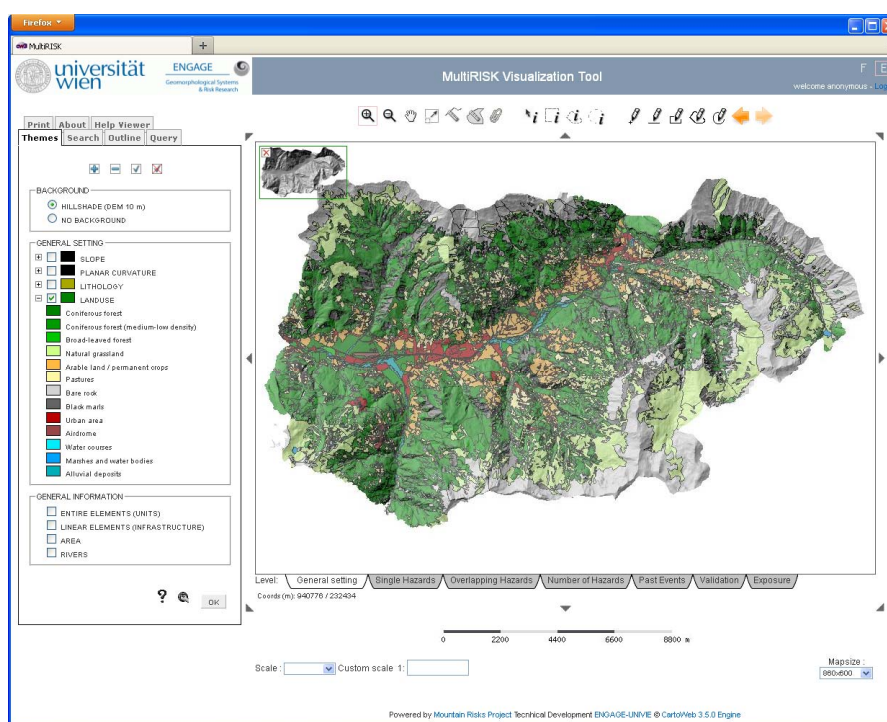 Firefox
MultiRISK
universität
wien
ENGAGE
Geomorphological Systems
& Risk Research
MultiRISK Visualization Tool
F E
welcome anonymous -
Print About Help Viewer
Themes Search Outline Query
BACKGROUND
HILLSHADE (DEM 10 m)
NO BACKGROUND
GENERAL SETTING
SLOPE
PLANAR CURVATURE
LITHOLOGY
LANDUSE
Coniferous forest
Coniferous forest (medium-low density)
Broad-leaved forest
Natural grassland
Arable land / permanent crops
Pastures
Bare rock
Black marls
Urban area
Airdrome
Water courses
Marshes and water bodies
Alluvial deposits
GENERAL INFORMATION
ENTIRE ELEMENTS (UNITS)
LINEAR ELEMENTS (INFRASTRUCTURE)
AREA
RIVERS
? OK
Level: General setting Single Hazards Overlapping Hazards Number of Hazards Past Events Validation Exposure
Coords (m): 940776 / 232434
0 2200 4400 6600 8800 m
Scale : Custom scale 1:
Mapsize :
860x600
Powered by Mountain Risks Project Tecnhical Development ENGAGE-UNIVIE © CartoWeb 3.5.0 Engine